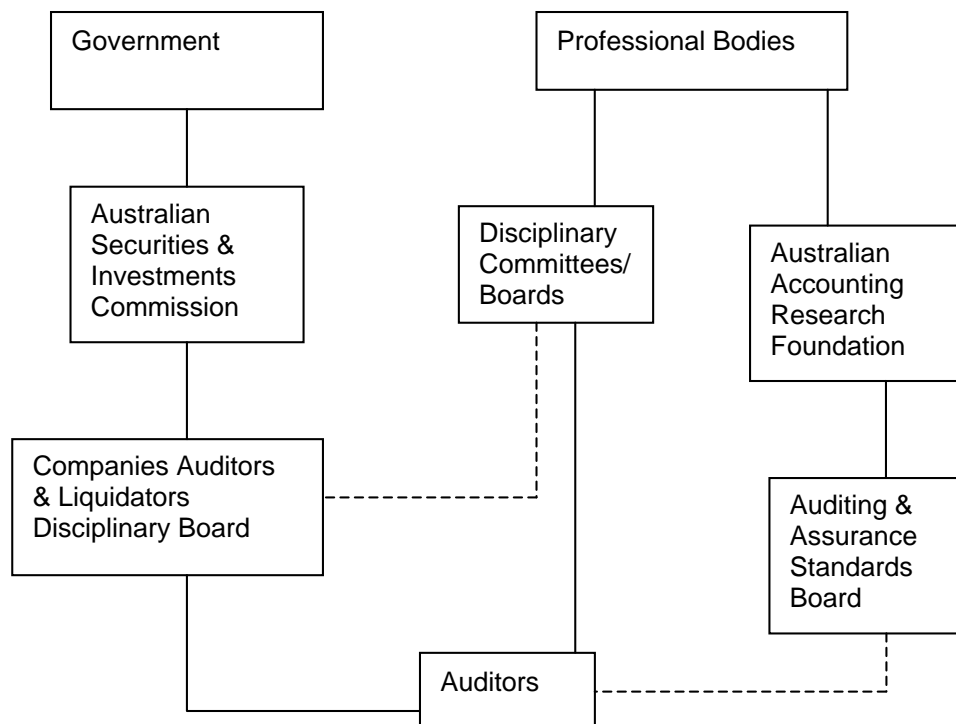 Government
Professional Bodies
Australian
Securities &
Investments
Commission
Disciplinary
Committees/
Boards
Australian
Accounting
Research
Foundation
Companies Auditors
& Liquidators
Disciplinary Board
Auditing &
Assurance
Standards
Board
Auditors